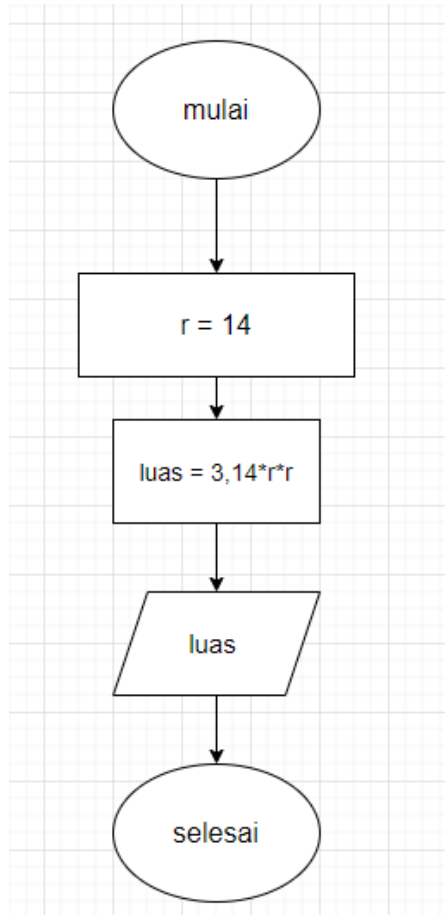 mulai
r = 14
luas = 3,14*r*r
luas
selesai